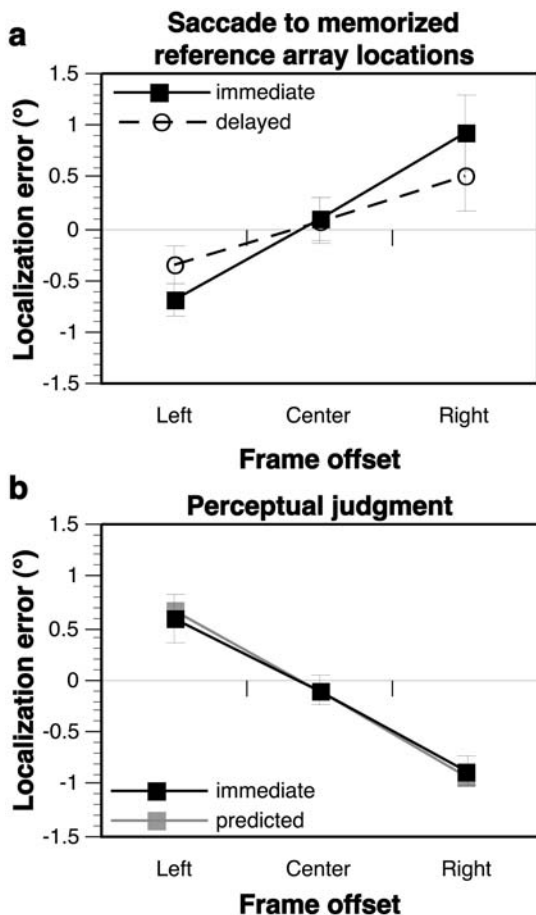 a
Saccade to memorized
reference array locations
Localization error (°)
1.5
1
0.5
0
-0.5
-1
-1.5
immediate
delayed
Left Center Right
Frame offset
b
Perceptual judgment
Localization error (°)
1.5
1
0.5
0
-0.5
-1
-1.5
immediate
predicted
Left Center Right
Frame offset